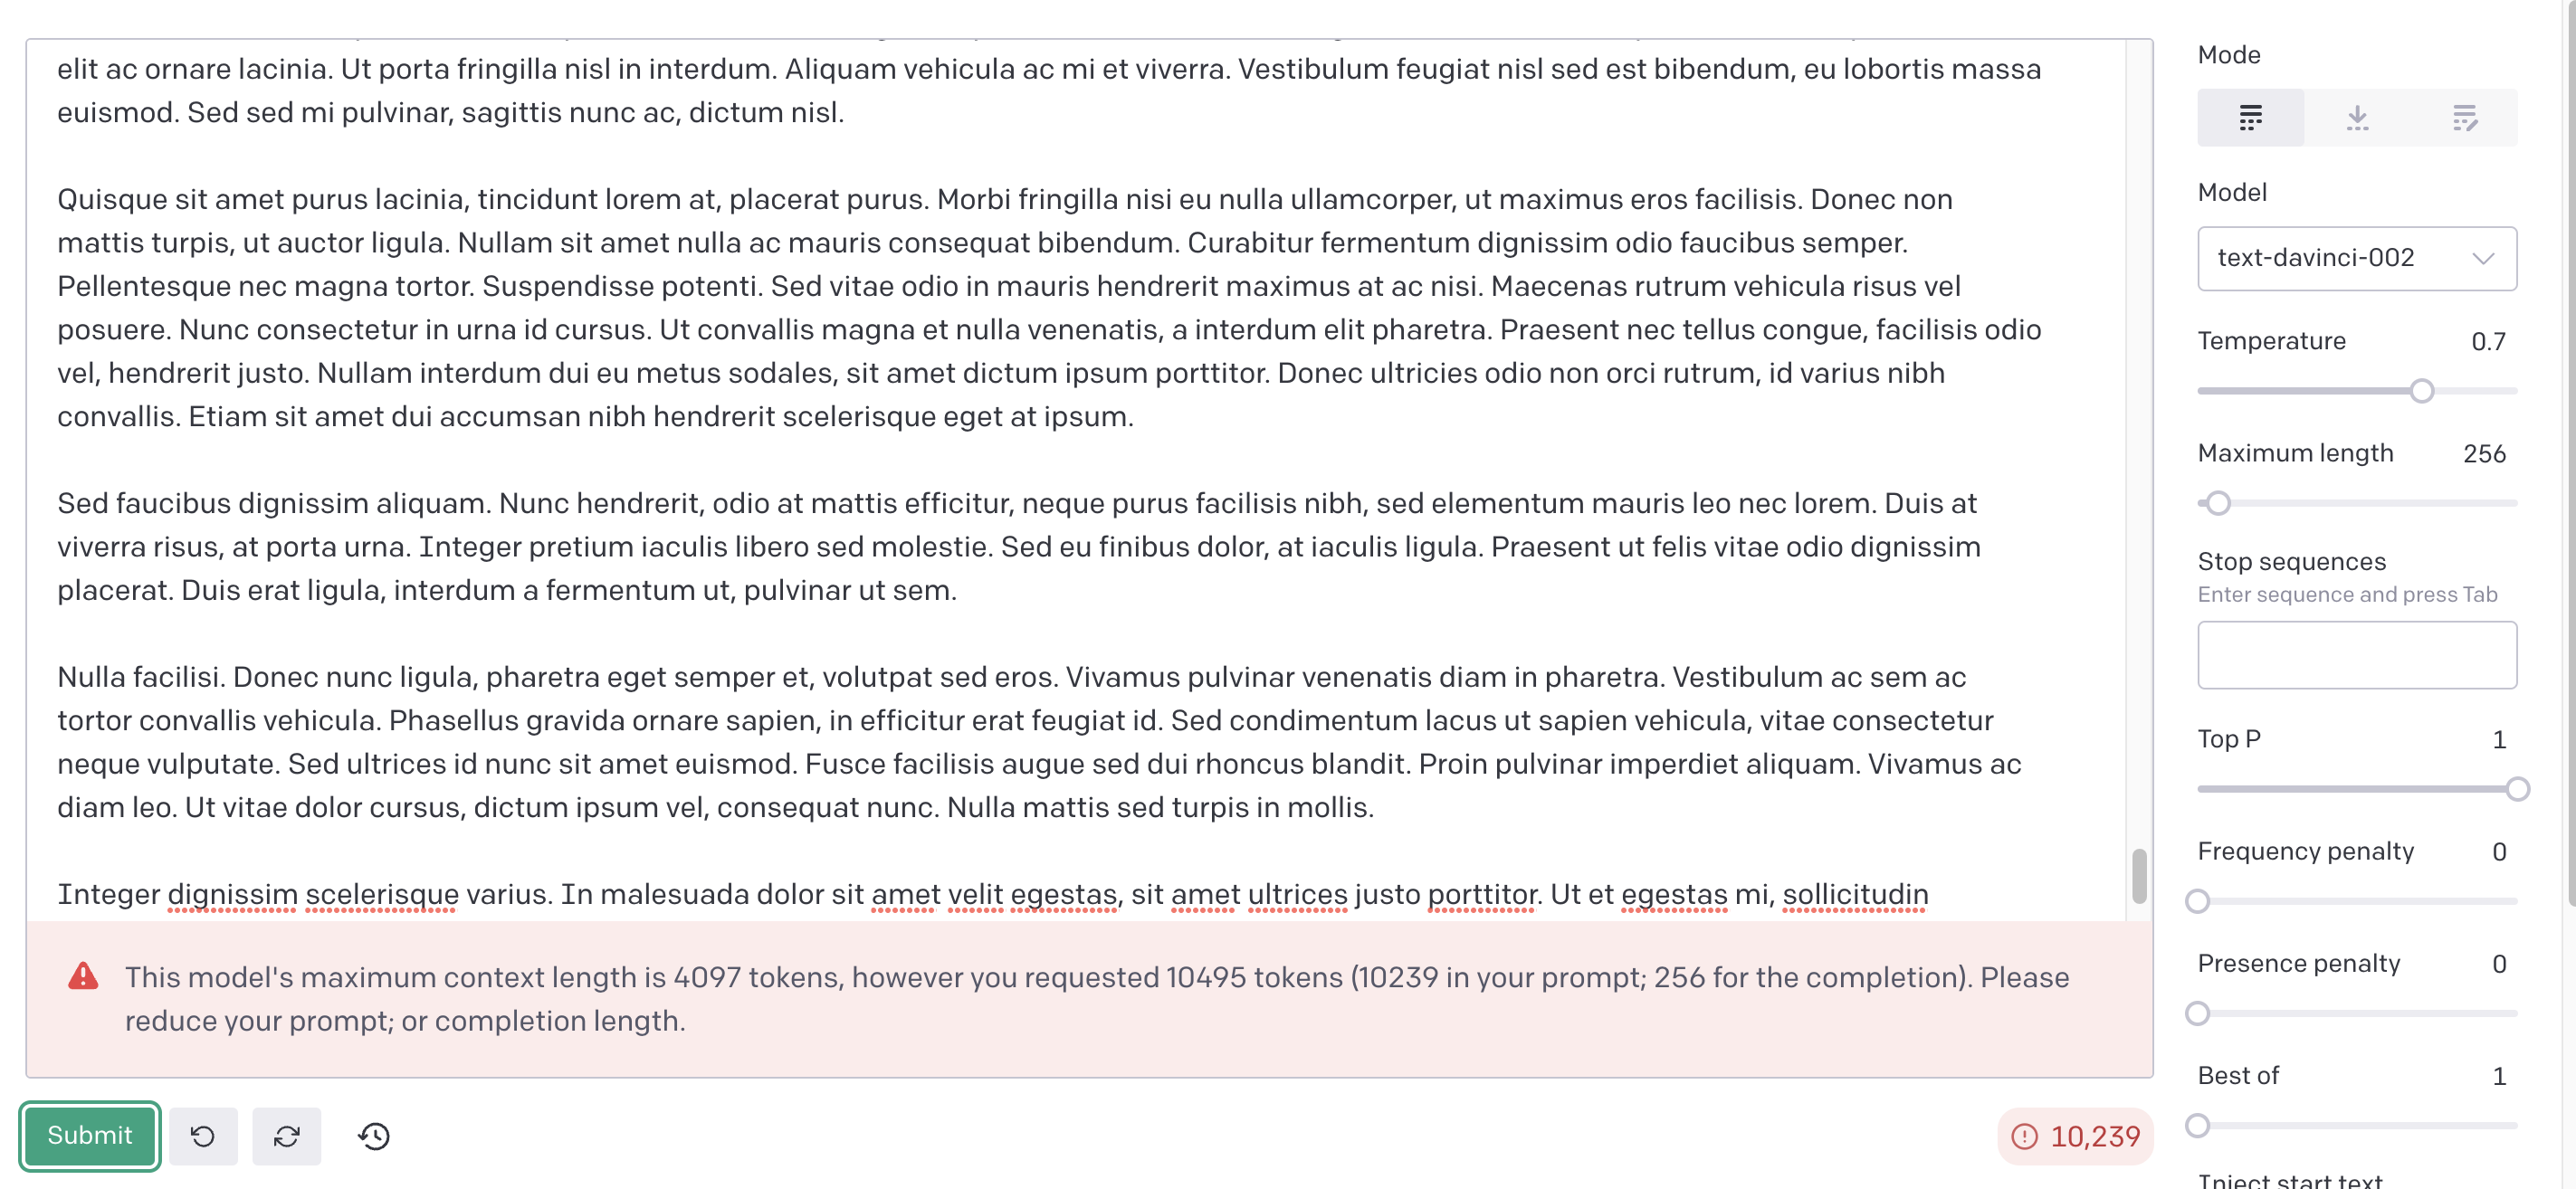 elit ac ornare lacinia. Ut porta fringilla nisl in interdum. Aliquam vehicula ac mi et viverra. Vestibulum feugiat nisl sed est bibendum, eu lobortis massa
euismod. Sed sed mi pulvinar, sagittis nunc ac, dictum nisl.
Quisque sit amet purus lacinia, tincidunt lorem at, placerat purus. Morbi fringilla nisi eu nulla ullamcorper, ut maximus eros facilisis. Donec non
mattis turpis, ut auctor ligula. Nullam sit amet nulla ac mauris consequat bibendum. Curabitur fermentum dignissim odio faucibus semper.
Pellentesque nec magna tortor. Suspendisse potenti. Sed vitae odio in mauris hendrerit maximus at ac nisi. Maecenas rutrum vehicula risus vel
posuere. Nunc consectetur in urna id cursus. Ut convallis magna et nulla venenatis, a interdum elit pharetra. Praesent nec tellus congue, facilisis odio
vel, hendrerit justo. Nullam interdum dui eu metus sodales, sit amet dictum ipsum porttitor. Donec ultricies odio non orci rutrum, id varius nibh
convallis. Etiam sit amet dui accumsan nibh hendrerit scelerisque eget at ipsum.
Sed faucibus dignissim aliquam. Nunc hendrerit, odio at mattis efficitur, neque purus facilisis nibh, sed elementum mauris leo nec lorem. Duis at
viverra risus, at porta urna. Integer pretium iaculis libero sed molestie. Sed eu finibus dolor, at iaculis ligula. Praesent ut felis vitae odio dignissim
placerat. Duis erat ligula, interdum a fermentum ut, pulvinar ut sem.
Nulla facilisi. Donec nunc ligula, pharetra eget semper et, volutpat sed eros. Vivamus pulvinar venenatis diam in pharetra. Vestibulum ac sem ac
tortor convallis vehicula. Phasellus gravida ornare sapien, in efficitur erat feugiat id. Sed condimentum lacus ut sapien vehicula, vitae consectetur
neque vulputate. Sed ultrices id nunc sit amet euismod. Fusce facilisis augue sed dui rhoncus blandit. Proin pulvinar imperdiet aliquam. Vivamus ac
diam leo. Ut vitae dolor cursus, dictum ipsum vel, consequat nunc. Nulla mattis sed turpis in mollis.
Integer dignissim scelerisque varius. In malesuada dolor sit amet velit egestas, sit amet ultrices justo porttitor. Ut et egestas mi, sollicitudin
This model's maximum context length is 4097 tokens, however you requested 10495 tokens (10239 in your prompt; 256 for the completion). Please
reduce your prompt; or completion length.
Submit
10,239
Mode
Model
text-davinci-002
Temperature 0.7
Maximum length 256
Stop sequences
Enter sequence and press Tab
Top P 1
Frequency penalty 0
Presence penalty 0
Best of 1
Inject start text